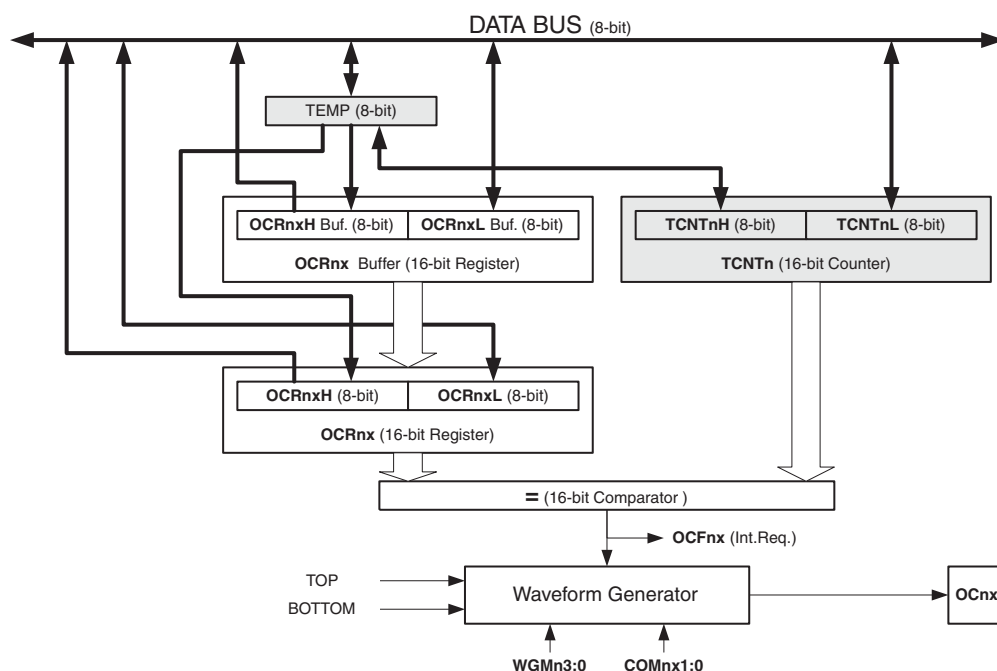 DATA BUS (8-bit)
TEMP (8-bit)
OCRnxH Buf. (8-bit) OCRnxL Buf. (8-bit) TCNTnH (8-bit) TCNTnL (8-bit)
OCRnx Buffer (16-bit Register) TCNTn (16-bit Counter)
OCRnxH (8-bit) OCRnxL (8-bit)
OCRnx (16-bit Register)
= (16-bit Comparator )
OCFnx (Int.Req.)
TOP
BOTTOM
Waveform Generator OCnx
WGMn3:0 COMnx1:0